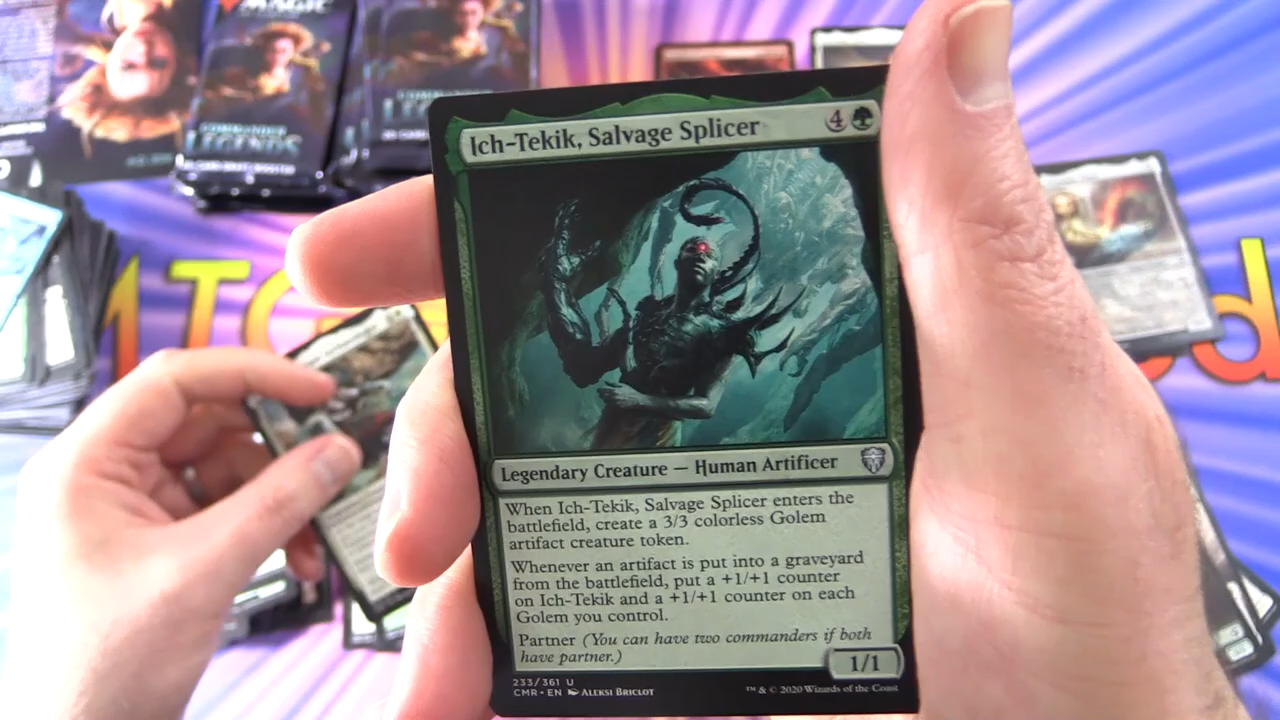 MAGIC
COMMANDER
LEGENDS
Ich-Tekik, Salvage Splicer
4
Legendary Creature — Human Artificer
When Ich-Tekik, Salvage Splicer enters the
battlefield, create a 3/3 colorless Golem
artifact creature token.
Whenever an artifact is put into a graveyard
from the battlefield, put a +1/+1 counter
on Ich-Tekik and a +1/+1 counter on each
Golem you control.
Partner (You can have two commanders if both
have partner.)
1/1
233/361 U
CMR • EN ALEKSI BRICLOT
™ & © 2020 Wizards of the Coast